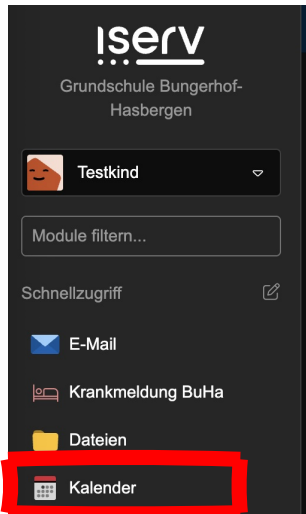 IServ
Grundschule Bungerhof-
Hasbergen
Testkind
Module filtern...
Schnellzugriff
E-Mail
Krankmeldung BuHa
Dateien
Kalender